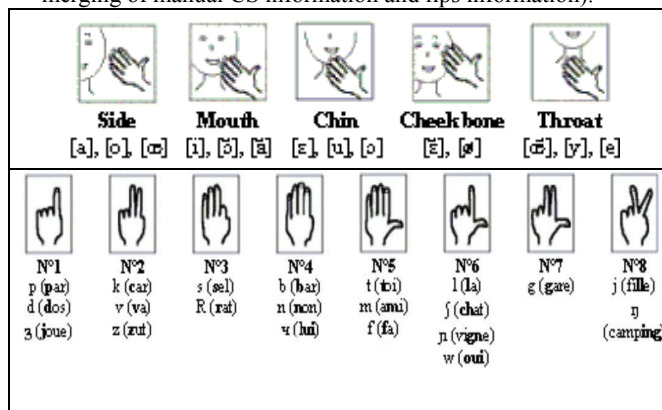 merging of manual CS information and lips information).
Side Mouth Chin Cheek bone Throat
[a], [o], [œ] [i], [ɔ̃], [ã] [ɛ], [u], [ɔ] [ɛ̃], [ø] [œ̃], [y], [e]
N°1 N°2 N°3 N°4 N°5 N°6 N°7 N°8
p (par) k (car) s (sel) b (bar) t (toi) l (la) g (gare) j (fille)
d (dos) v (va) R (rat) n (non) m (ami) ʃ (chat) ŋ
ʒ (joue) z (zut) ɥ (lui) f (fa) ɲ (vigne) (camping)
w (oui)